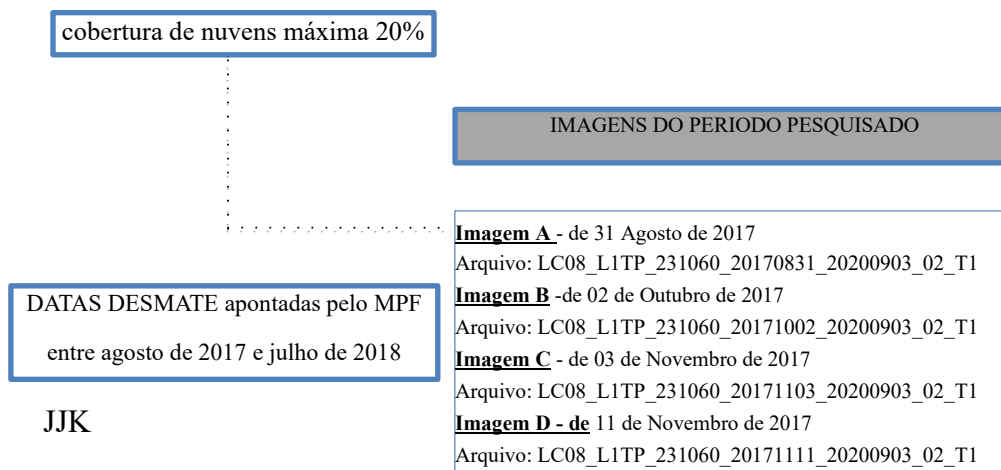 cobertura de nuvens máxima 20%
IMAGENS DO PERIODO PESQUISADO
Imagem A - de 31 Agosto de 2017
Arquivo: LC08_L1TP_231060_20170831_20200903_02_T1
Imagem B -de 02 de Outubro de 2017
Arquivo: LC08_L1TP_231060_20171002_20200903_02_T1
Imagem C - de 03 de Novembro de 2017
Arquivo: LC08_L1TP_231060_20171103_20200903_02_T1
Imagem D - de 11 de Novembro de 2017
Arquivo: LC08_L1TP_231060_20171111_20200903_02_T1
DATAS DESMATE apontadas pelo MPF
entre agosto de 2017 e julho de 2018
JJK